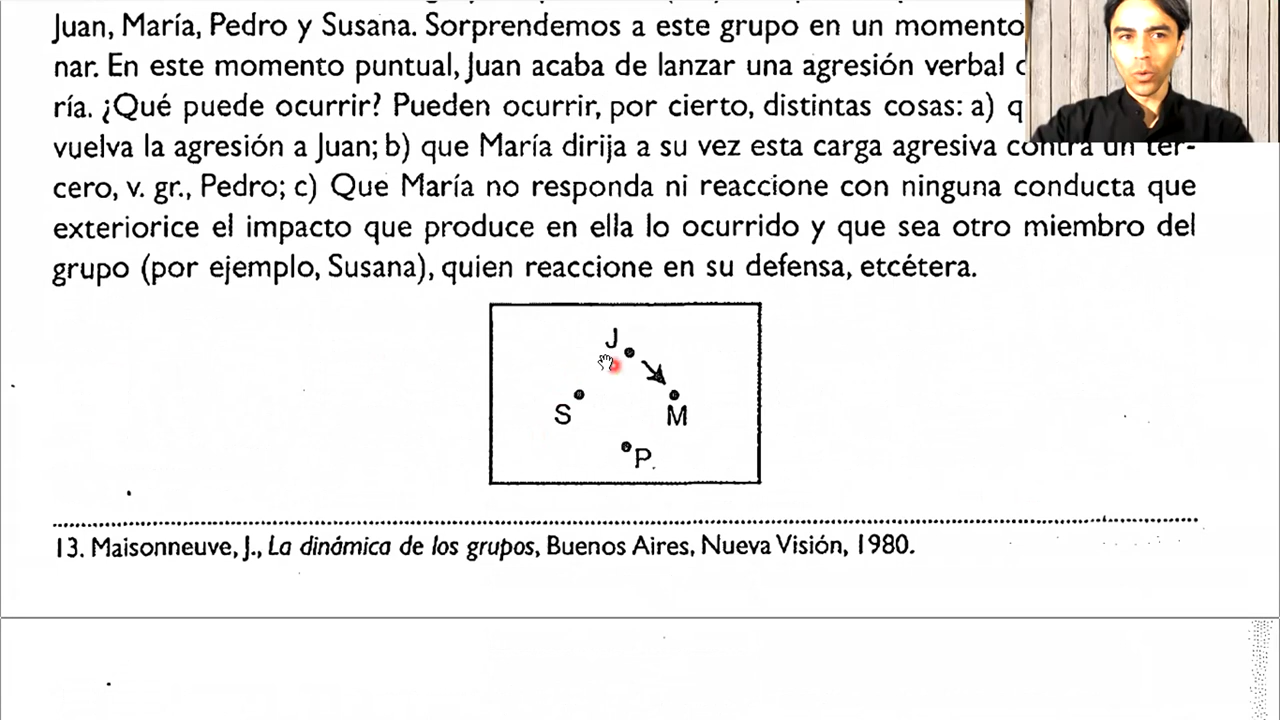 Juan, María, Pedro y Susana. Sorprendemos a este grupo en un momento
nar. En este momento puntual, Juan acaba de lanzar una agresión verbal c
ría. ¿Qué puede ocurrir? Pueden ocurrir, por cierto, distintas cosas: a) q
vuelva la agresión a Juan; b) que María dirija a su vez esta carga agresiva contra un ter-
cero, v. gr., Pedro; c) Que María no responda ni reaccione con ninguna conducta que
exteriorice el impacto que produce en ella lo ocurrido y que sea otro miembro del
grupo (por ejemplo, Susana), quien reaccione en su defensa, etcétera.
J
S
M
P
13. Maisonneuve, J., La dinámica de los grupos, Buenos Aires, Nueva Visión, 1980.